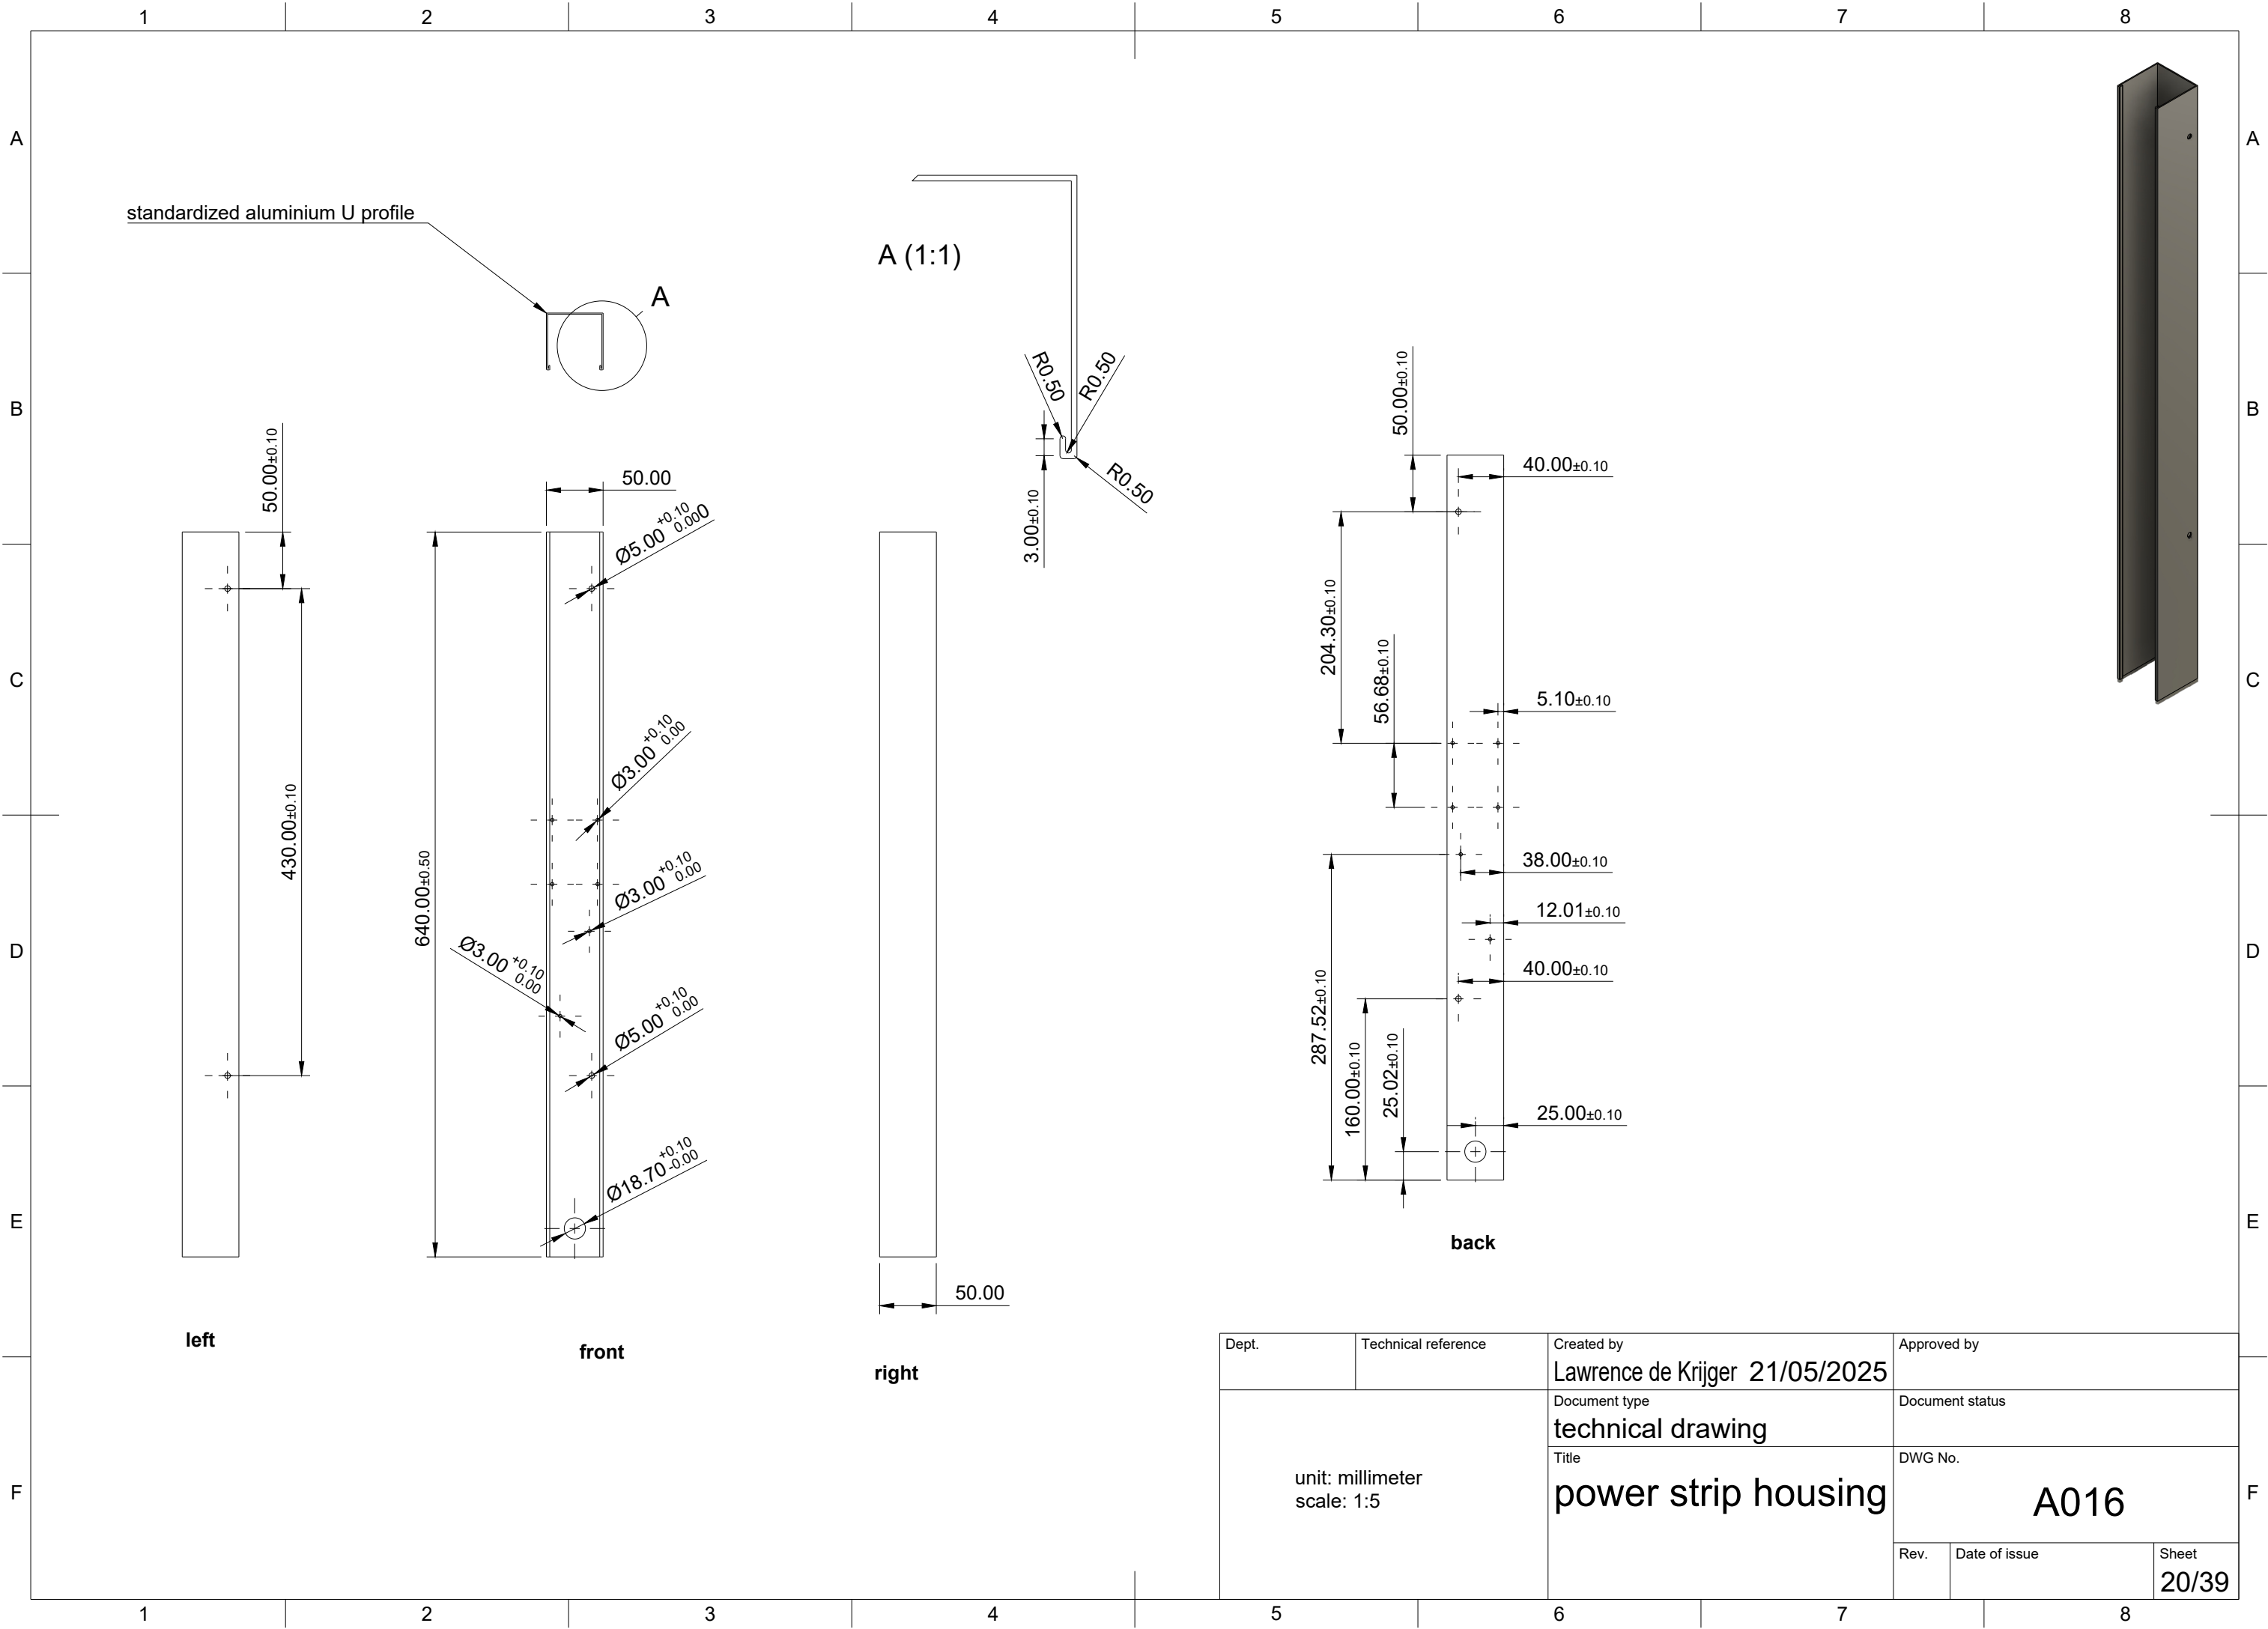 1 2 3 4 5 6 7 8
A A
standardized aluminium U profile
A (1:1)
A
B B
R0.50
R0.50
R0.50
3.00±0.10
50.00±0.10
50.00
50.00±0.10
40.00±0.10
Ø5.00 +0.10 0.000
204.30±0.10
56.68±0.10
5.10±0.10
C C
Ø3.00 +0.10 0.00
430.00±0.10
640.00±0.50
Ø3.00 +0.10 0.00
38.00±0.10
12.01±0.10
D D
Ø3.00 +0.10 0.00
40.00±0.10
Ø5.00 +0.10 0.00
287.52±0.10
160.00±0.10
25.02±0.10
25.00±0.10
Ø18.70 +0.10 -0.00
E E
back
50.00
left
front
right
Dept. Technical reference Created by Approved by
Lawrence de Krijger 21/05/2025
Document type Document status
technical drawing
Title DWG No.
unit: millimeter
scale: 1:5
power strip housing
A016
F F
Rev. Date of issue Sheet
20/39
1 2 3 4 5 6 7 8